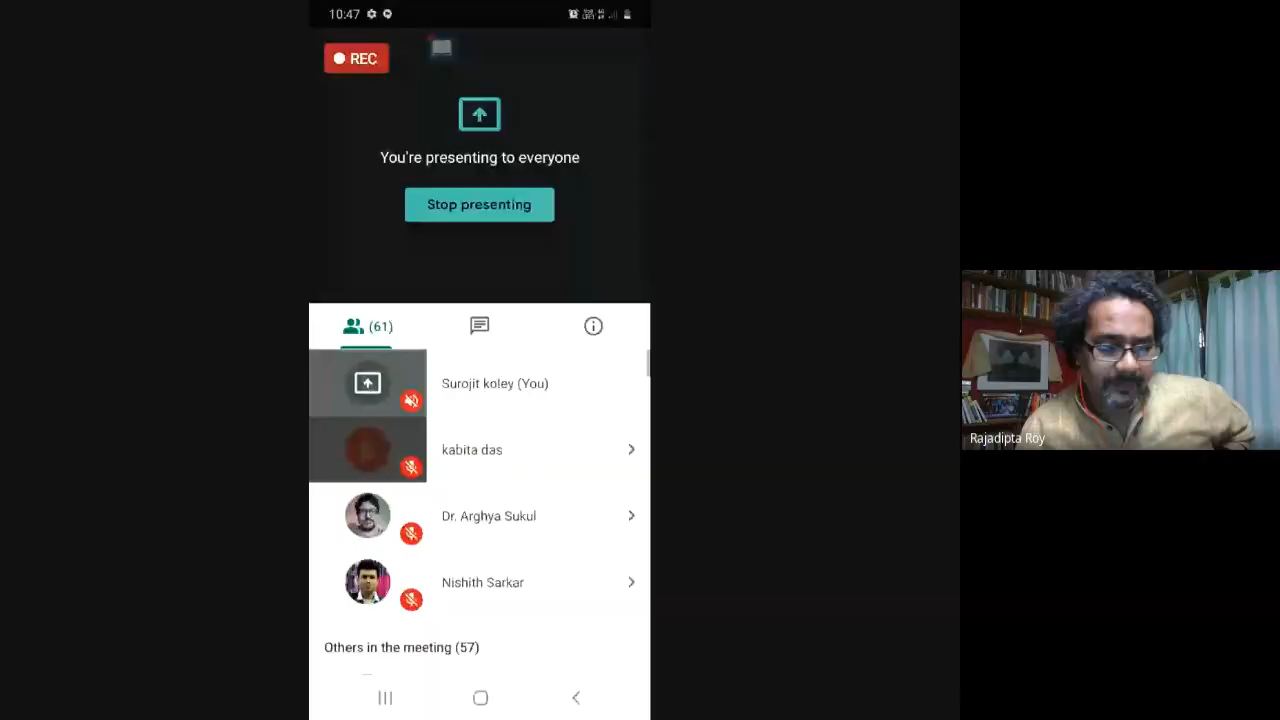 10:47
REC
You're presenting to everyone
Stop presenting
(61)
Surojit koley (You)
kabita das
Dr. Arghya Sukul
Nishith Sarkar
Others in the meeting (57)
Rajadipta Roy